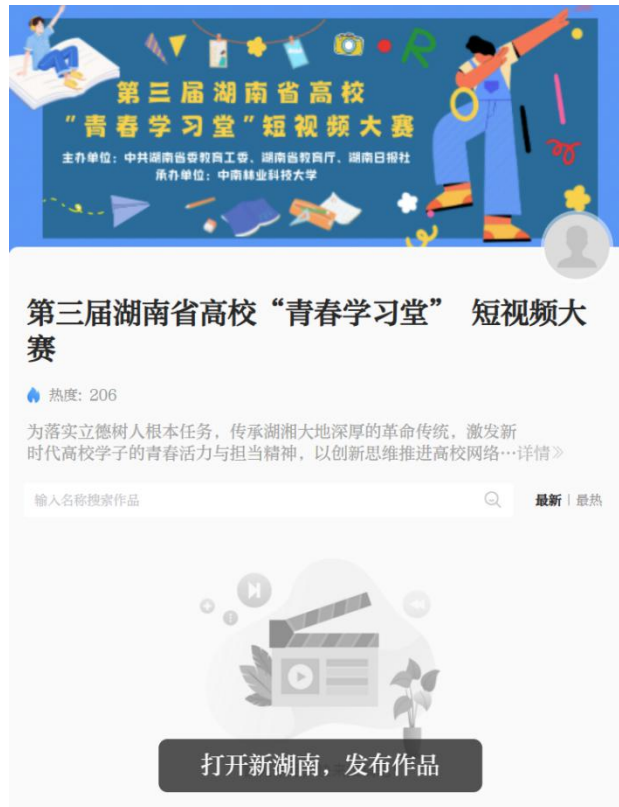 第三届湖南省高校
“青春学习堂”短视频大赛
主办单位：中共湖南省委教育工委、湖南省教育厅、湖南日报社
承办单位：中南林业科技大学
第三届湖南省高校“青春学习堂” 短视频大
赛
热度: 206
为落实立德树人根本任务，传承湖湘大地深厚的革命传统，激发新
时代高校学子的青春活力与担当精神，以创新思维推进高校网络…详情》
输入名称搜索作品
最新 | 最热
打开新湖南，发布作品